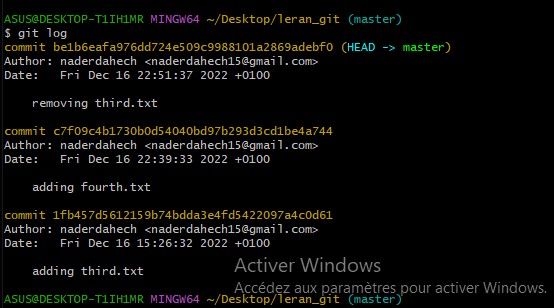 ASUS@DESKTOP-T1IH1MR MINGW64 ~/Desktop/leran_git (master)
$ git log
commit be1b6eafa976dd724e509c9988101a2869adebf0 (HEAD -> master)
Author: naderdahech <naderdahech15@gmail.com>
Date:   Fri Dec 16 22:51:37 2022 +0100
removing third.txt
commit c7f09c4b1730b0d54040bd97b293d3cd1be4a744
Author: naderdahech <naderdahech15@gmail.com>
Date:   Fri Dec 16 22:39:33 2022 +0100
adding fourth.txt
commit 1fb457d5612159b74bdda3e4fd5422097a4c0d61
Author: naderdahech <naderdahech15@gmail.com>
Date:   Fri Dec 16 15:26:32 2022 +0100
adding third.txt
Activer Windows
Accédez aux paramètres pour activer Windows.
ASUS@DESKTOP-T1IH1MR MINGW64 ~/Desktop/leran_git (master)